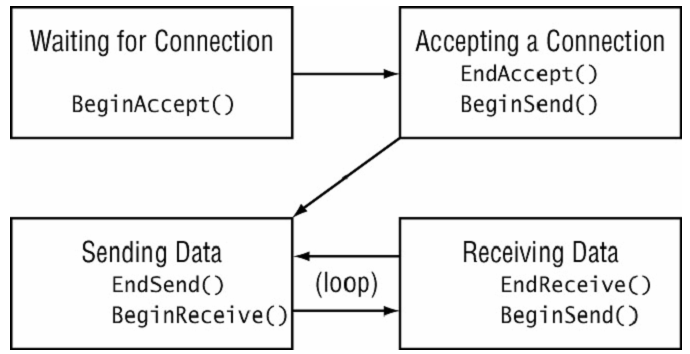 Waiting for Connection
BeginAccept()
Accepting a Connection
EndAccept()
BeginSend()
Sending Data
EndSend()
BeginReceive()
(loop)
Receiving Data
EndReceive()
BeginSend()